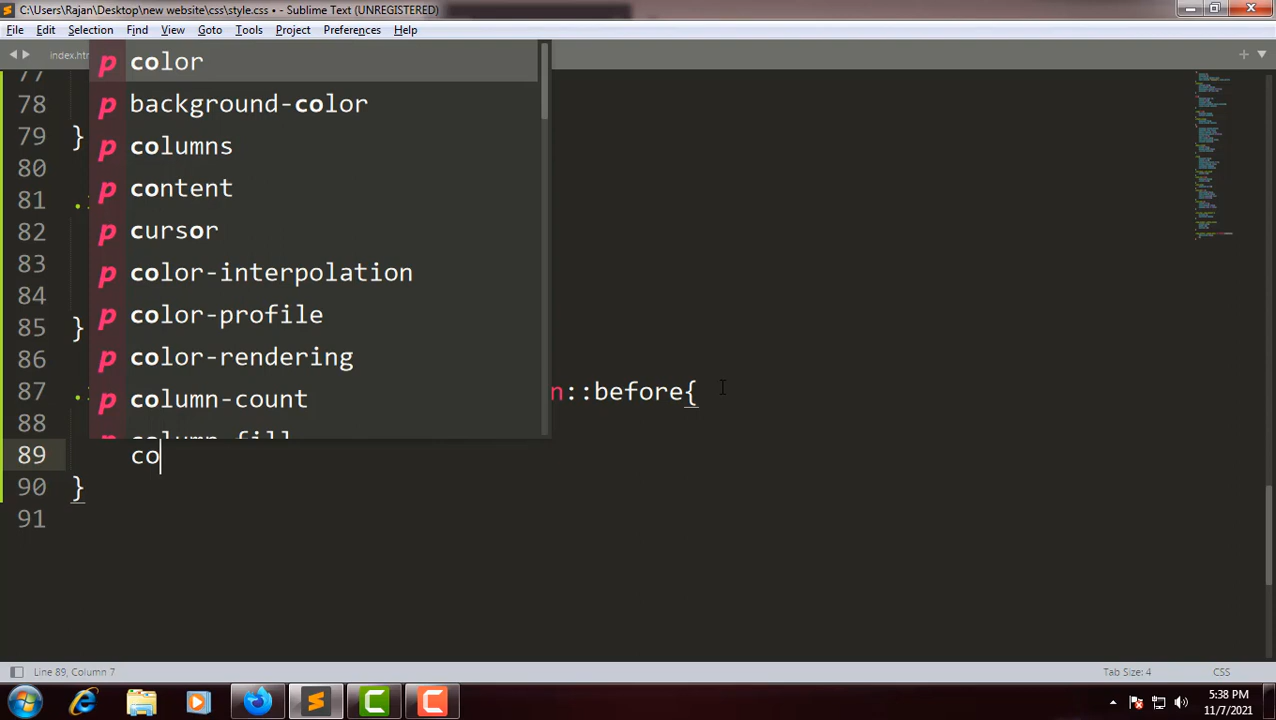 C:\Users\Rajan\Desktop\new website\css\style.css • - Sublime Text (UNREGISTERED)
File Edit Selection Find View Goto Tools Project Preferences Help
color
background-color
columns
content
cursor
color-interpolation
color-profile
color-rendering
column-count
column-fill
77
78
79 }
80
81
82
83
84
85 }
86
87 n::before{
88
89 co
90 }
91
Line 89, Column 7 Tab Size: 4 CSS
5:38 PM
11/7/2021